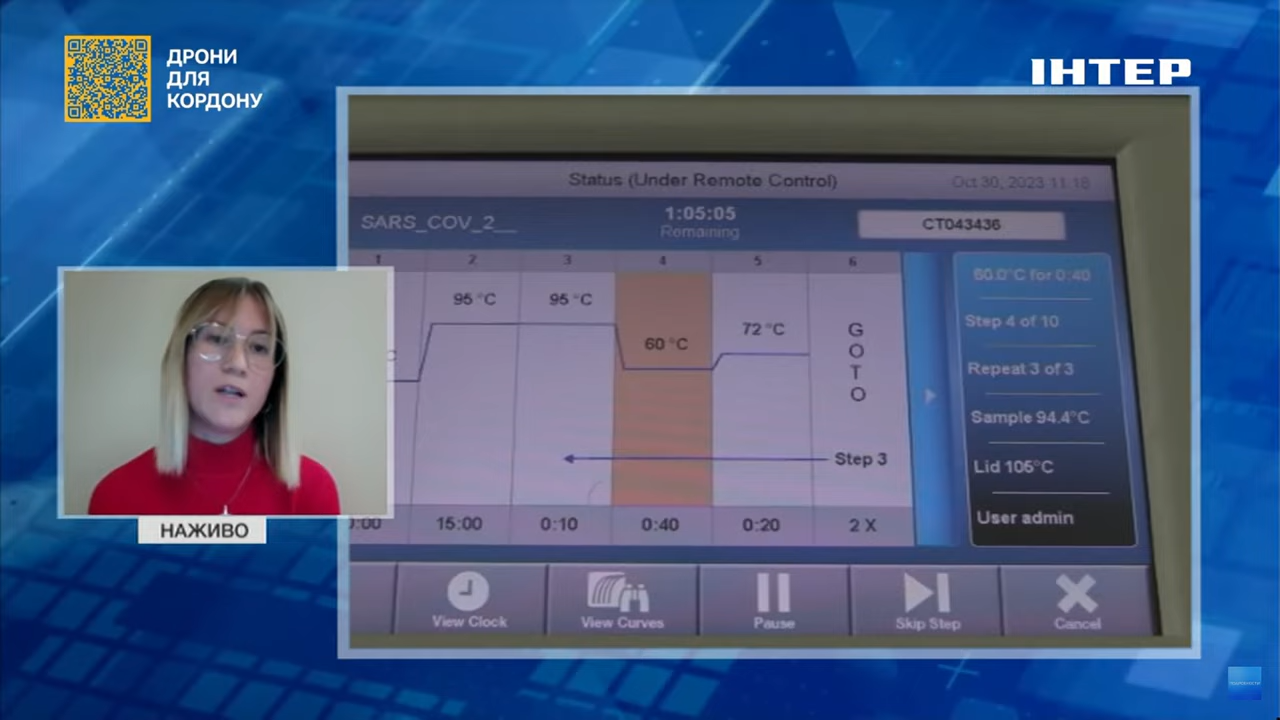 ДРОНИ
ДЛЯ
КОРДОНУ
ІНТЕР
Status (Under Remote Control)
Oct 30, 2023 11:18
SARS_COV_2__
1:05:05
Remaining
CT043436
1 2 3 4 5 6
95 °C 95 °C 60 °C 72 °C
G
O
T
O
Step 3
15:00 0:10 0:40 0:20 2 X
60.0°C for 0:40
Step 4 of 10
Repeat 3 of 3
Sample 94.4°C
Lid 105°C
User admin
View Clock
View Curves
Pause
Skip Step
Cancel
НАЖИВО